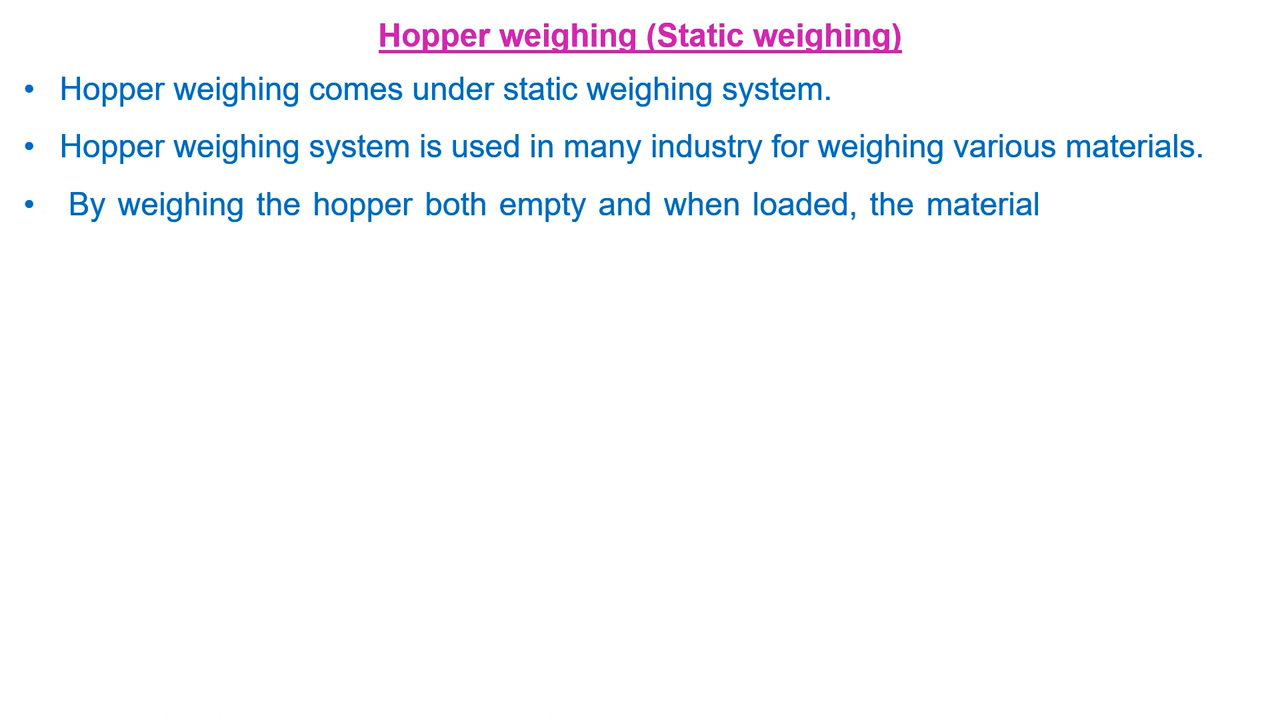 Hopper weighing (Static weighing)
• Hopper weighing comes under static weighing system.
• Hopper weighing system is used in many industry for weighing various materials.
• By weighing the hopper both empty and when loaded, the material